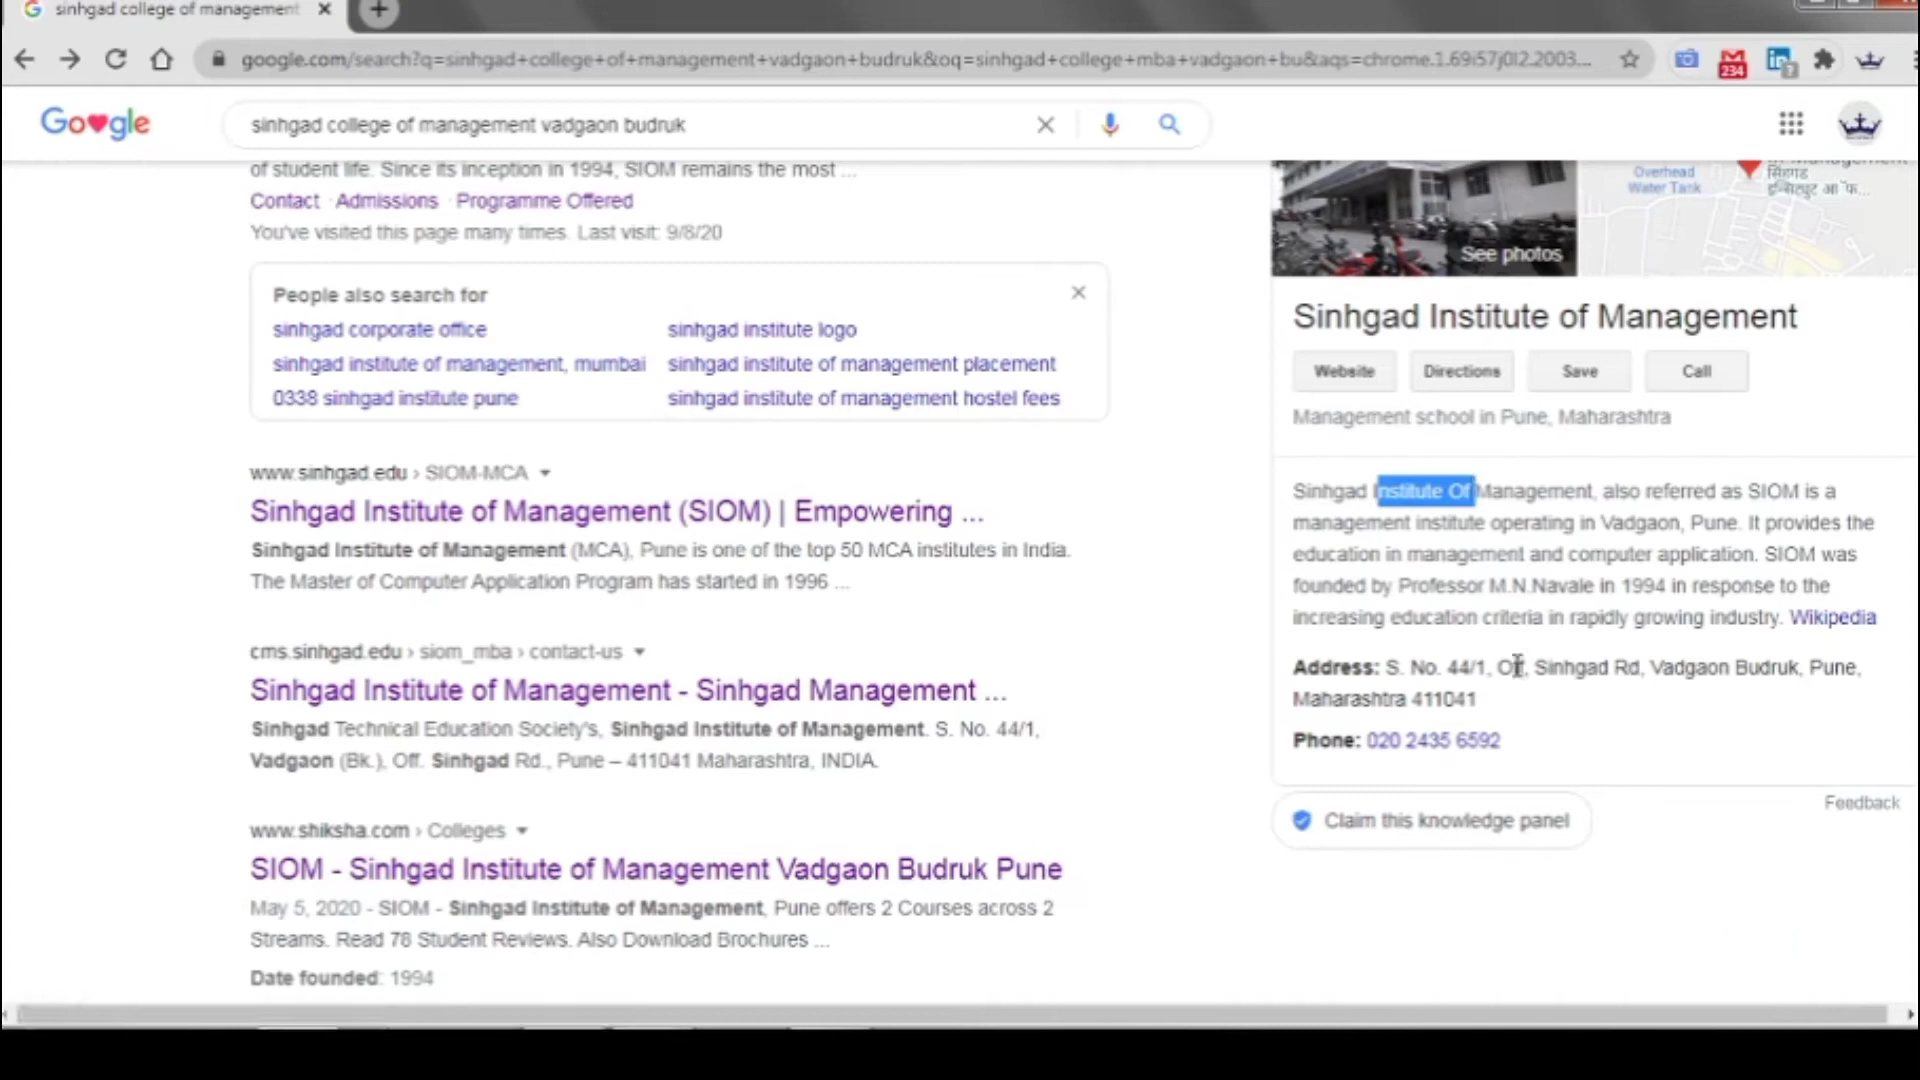 sinhgad college of management
google.com/search?q=sinhgad+college+of+management+vadgaon+budruk&oq=sinhgad+college+mba+vadgaon+bu&aqs=chrome.1.69i57j0l2.2003...
234
Google
sinhgad college of management vadgaon budruk
of student life. Since its inception in 1994, SIOM remains the most ...
Contact · Admissions · Programme Offered
You've visited this page many times. Last visit: 9/8/20
People also search for
sinhgad corporate office
sinhgad institute logo
sinhgad institute of management, mumbai
sinhgad institute of management placement
0338 sinhgad institute pune
sinhgad institute of management hostel fees
www.sinhgad.edu › SIOM-MCA
Sinhgad Institute of Management (SIOM) | Empowering ...
Sinhgad Institute of Management (MCA), Pune is one of the top 50 MCA institutes in India.
The Master of Computer Application Program has started in 1996 ...
cms.sinhgad.edu › siom_mba › contact-us
Sinhgad Institute of Management - Sinhgad Management ...
Sinhgad Technical Education Society's, Sinhgad Institute of Management. S. No. 44/1,
Vadgaon (Bk.), Off. Sinhgad Rd., Pune – 411041 Maharashtra, INDIA.
www.shiksha.com › Colleges
SIOM - Sinhgad Institute of Management Vadgaon Budruk Pune
May 5, 2020 - SIOM - Sinhgad Institute of Management, Pune offers 2 Courses across 2
Streams. Read 78 Student Reviews. Also Download Brochures ...
Date founded: 1994
See photos
Overhead
Water Tank
सिंहगड
Sinhgad Institute of Management
Website
Directions
Save
Call
Management school in Pune, Maharashtra
Sinhgad Institute Of Management, also referred as SIOM is a
management institute operating in Vadgaon, Pune. It provides the
education in management and computer application. SIOM was
founded by Professor M.N.Navale in 1994 in response to the
increasing education criteria in rapidly growing industry. Wikipedia
Address: S. No. 44/1, Off, Sinhgad Rd, Vadgaon Budruk, Pune,
Maharashtra 411041
Phone: 020 2435 6592
Feedback
Claim this knowledge panel